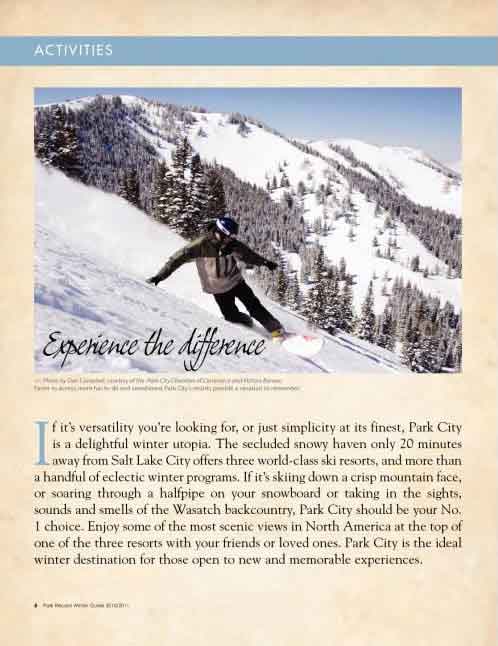 ACTIVITIES
Experience the difference
Photo by Dan Campbell, courtesy of the Park City Chamber of Commerce and Visitors Bureau.
Easier to access, more fun to ski and snowboard, Park City's resorts provide a vacation to remember.
If it's versatility you're looking for, or just simplicity at its finest, Park City
is a delightful winter utopia. The secluded snowy haven only 20 minutes
away from Salt Lake City offers three world-class ski resorts, and more than
a handful of eclectic winter programs. If it's skiing down a crisp mountain face,
or soaring through a halfpipe on your snowboard or taking in the sights,
sounds and smells of the Wasatch backcountry, Park City should be your No.
1 choice. Enjoy some of the most scenic views in North America at the top of
one of the three resorts with your friends or loved ones. Park City is the ideal
winter destination for those open to new and memorable experiences.
Park Record Winter Guide 2010/2011